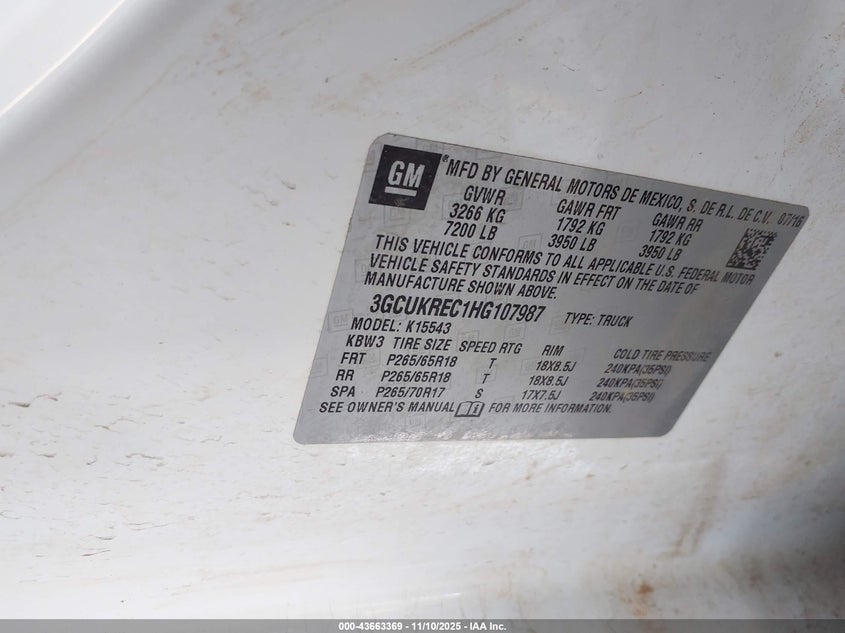 GM
® MFD BY GENERAL MOTORS DE MEXICO, S. DE R.L. DE C.V. 07/16
GVWR GAWR FRT GAWR RR
3266 KG 1792 KG 1792 KG
7200 LB 3950 LB 3950 LB
THIS VEHICLE CONFORMS TO ALL APPLICABLE U.S. FEDERAL MOTOR
VEHICLE SAFETY STANDARDS IN EFFECT ON THE DATE OF
MANUFACTURE SHOWN ABOVE.
3GCUKREC1HG107987 TYPE: TRUCK
MODEL: K15543
KBW3 TIRE SIZE SPEED RTG RIM COLD TIRE PRESSURE
FRT P265/65R18 T 18X8.5J 240KPA(35PSI)
RR P265/65R18 T 18X8.5J 240KPA(35PSI)
SPA P265/70R17 S 17X7.5J 240KPA(35PSI)
SEE OWNER'S MANUAL FOR MORE INFORMATION.
000-43663369 - 11/10/2025 - IAA Inc.